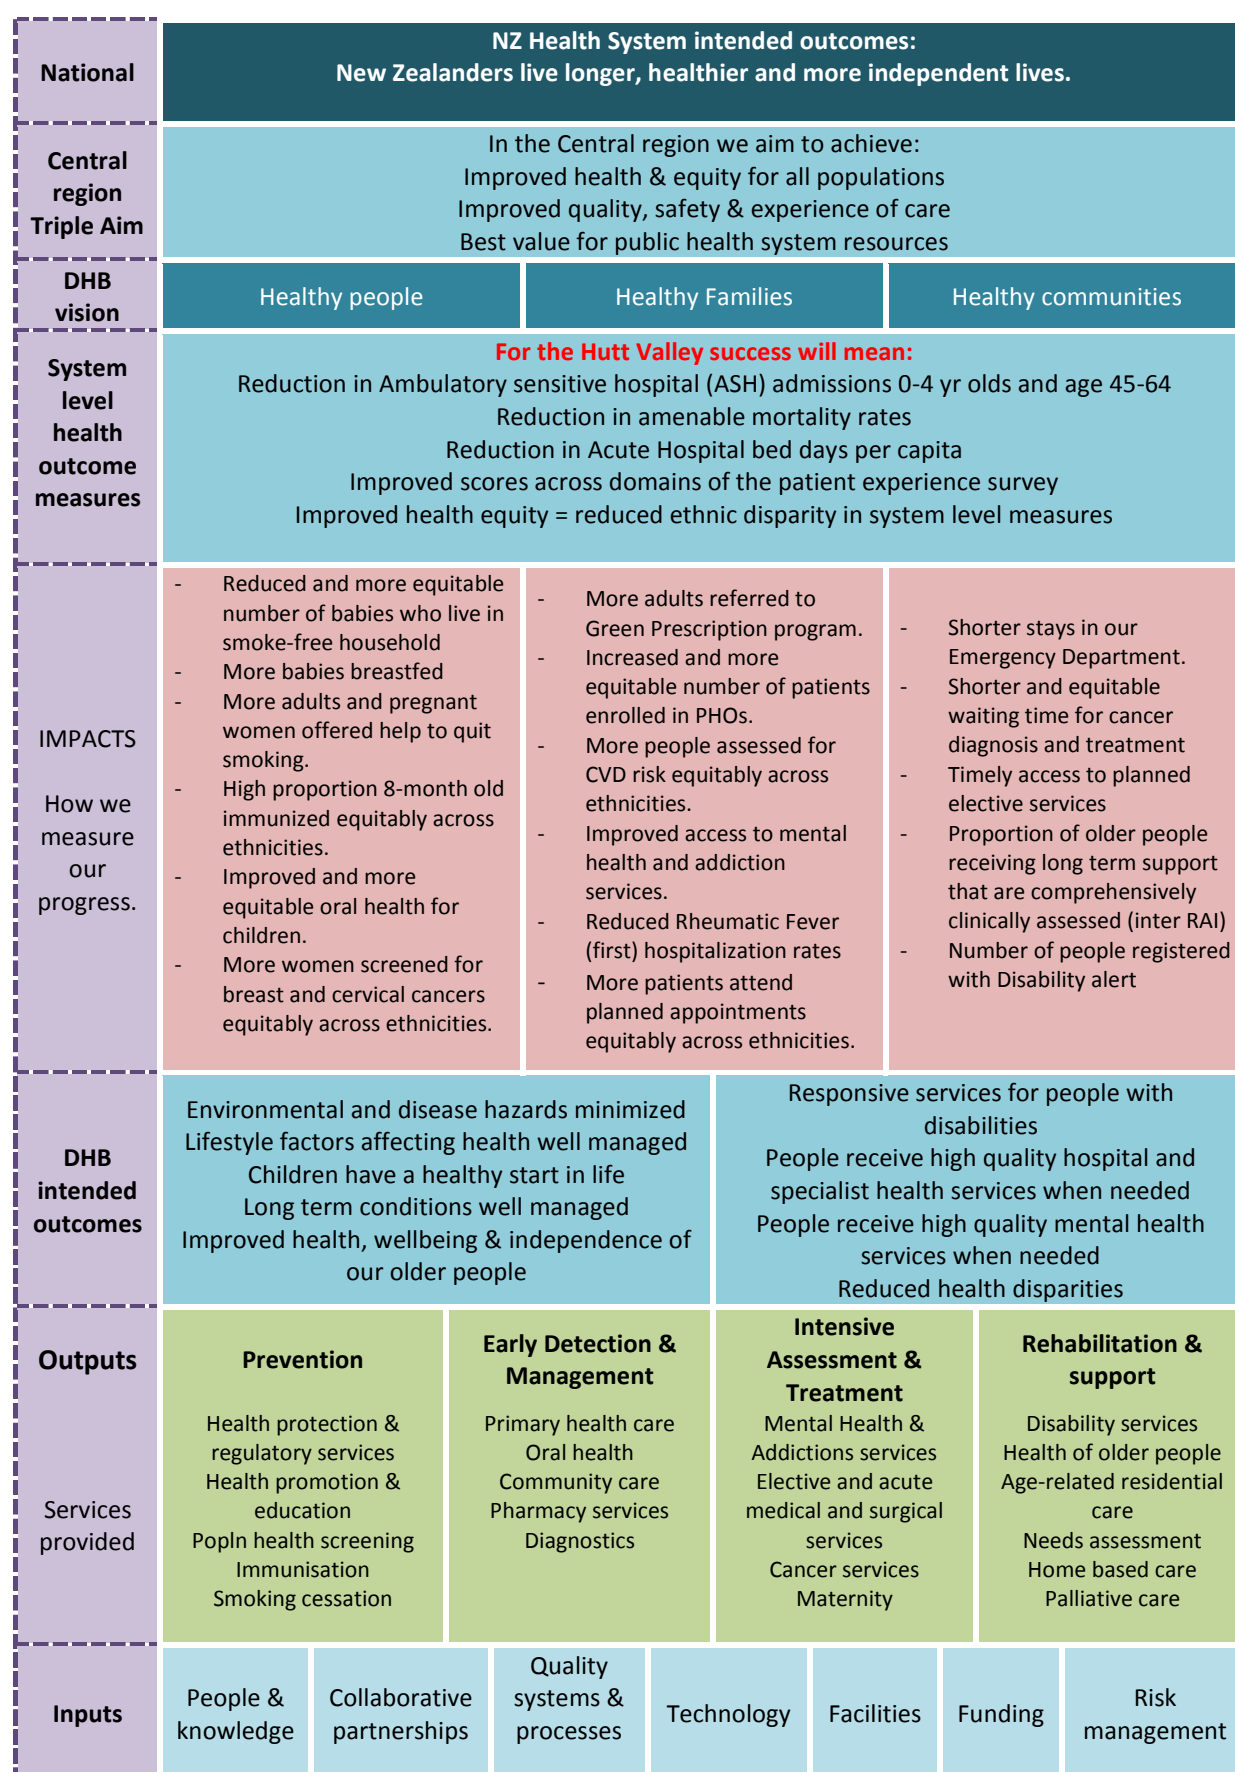 National
NZ Health System intended outcomes:
New Zealanders live longer, healthier and more independent lives.
Central
region
Triple Aim
In the Central region we aim to achieve:
Improved health & equity for all populations
Improved quality, safety & experience of care
Best value for public health system resources
DHB
vision
Healthy people
Healthy Families
Healthy communities
System
level
health
outcome
measures
For the Hutt Valley success will mean:
Reduction in Ambulatory sensitive hospital (ASH) admissions 0-4 yr olds and age 45-64
Reduction in amenable mortality rates
Reduction in Acute Hospital bed days per capita
Improved scores across domains of the patient experience survey
Improved health equity = reduced ethnic disparity in system level measures
IMPACTS
How we
measure
our
progress.
- Reduced and more equitable
number of babies who live in
smoke-free household
- More babies breastfed
- More adults and pregnant
women offered help to quit
smoking.
- High proportion 8-month old
immunized equitably across
ethnicities.
- Improved and more
equitable oral health for
children.
- More women screened for
breast and cervical cancers
equitably across ethnicities.
- More adults referred to
Green Prescription program.
- Increased and more
equitable number of patients
enrolled in PHOs.
- More people assessed for
CVD risk equitably across
ethnicities.
- Improved access to mental
health and addiction
services.
- Reduced Rheumatic Fever
(first) hospitalization rates
- More patients attend
planned appointments
equitably across ethnicities.
- Shorter stays in our
Emergency Department.
- Shorter and equitable
waiting time for cancer
diagnosis and treatment
- Timely access to planned
elective services
- Proportion of older people
receiving long term support
that are comprehensively
clinically assessed (inter RAI)
- Number of people registered
with Disability alert
DHB
intended
outcomes
Environmental and disease hazards minimized
Lifestyle factors affecting health well managed
Children have a healthy start in life
Long term conditions well managed
Improved health, wellbeing & independence of
our older people
Responsive services for people with
disabilities
People receive high quality hospital and
specialist health services when needed
People receive high quality mental health
services when needed
Reduced health disparities
Outputs
Services
provided
Prevention
Health protection &
regulatory services
Health promotion &
education
Popln health screening
Immunisation
Smoking cessation
Early Detection &
Management
Primary health care
Oral health
Community care
Pharmacy services
Diagnostics
Intensive
Assessment &
Treatment
Mental Health &
Addictions services
Elective and acute
medical and surgical
services
Cancer services
Maternity
Rehabilitation &
support
Disability services
Health of older people
Age-related residential
care
Needs assessment
Home based care
Palliative care
Inputs
People &
knowledge
Collaborative
partnerships
Quality
systems &
processes
Technology
Facilities
Funding
Risk
management